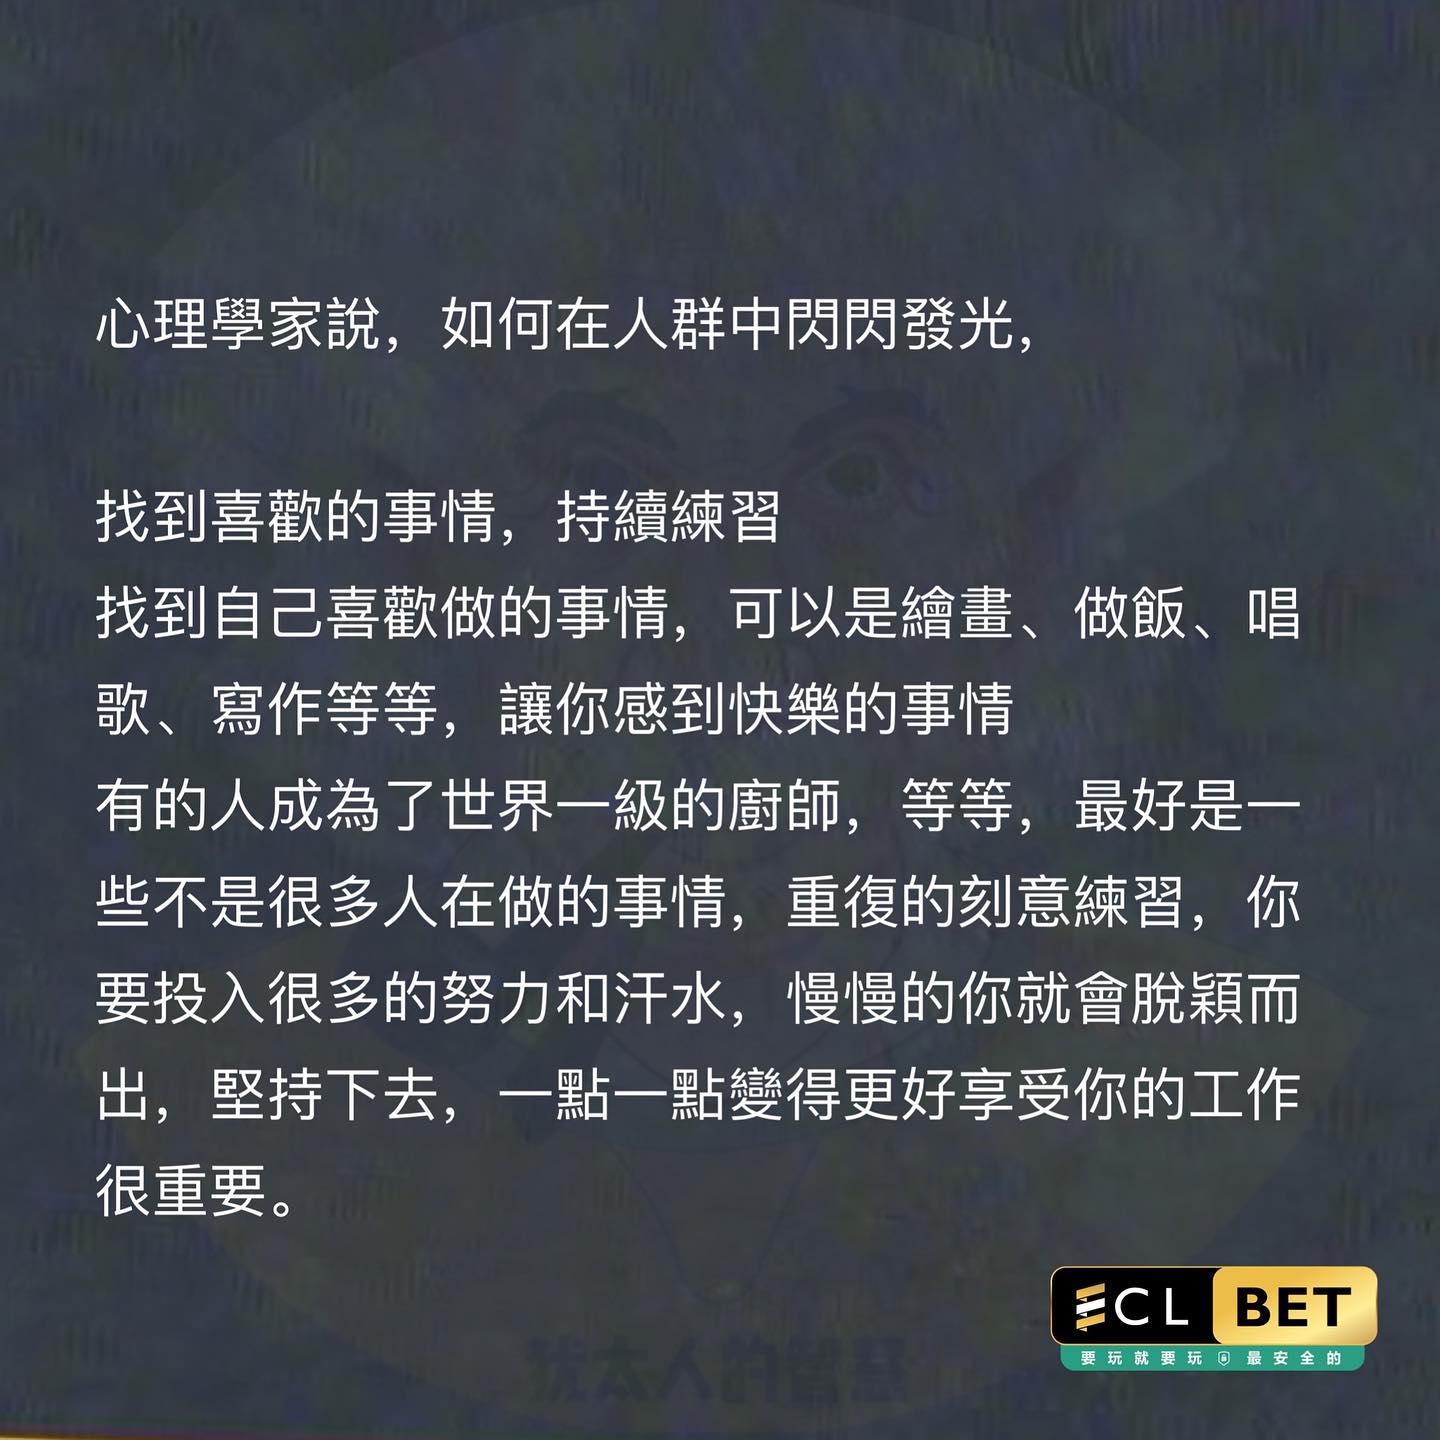 心理學家說，如何在人群中閃閃發光，
找到喜歡的事情，持續練習
找到自己喜歡做的事情，可以是繪畫、做飯、唱
歌、寫作等等，讓你感到快樂的事情
有的人成為了世界一級的廚師，等等，最好是一
些不是很多人在做的事情，重復的刻意練習，你
要投入很多的努力和汗水，慢慢的你就會脫穎而
出，堅持下去，一點一點變得更好享受你的工作
很重要。
ECL BET
要玩就要玩 最安全的
犹太人的智慧